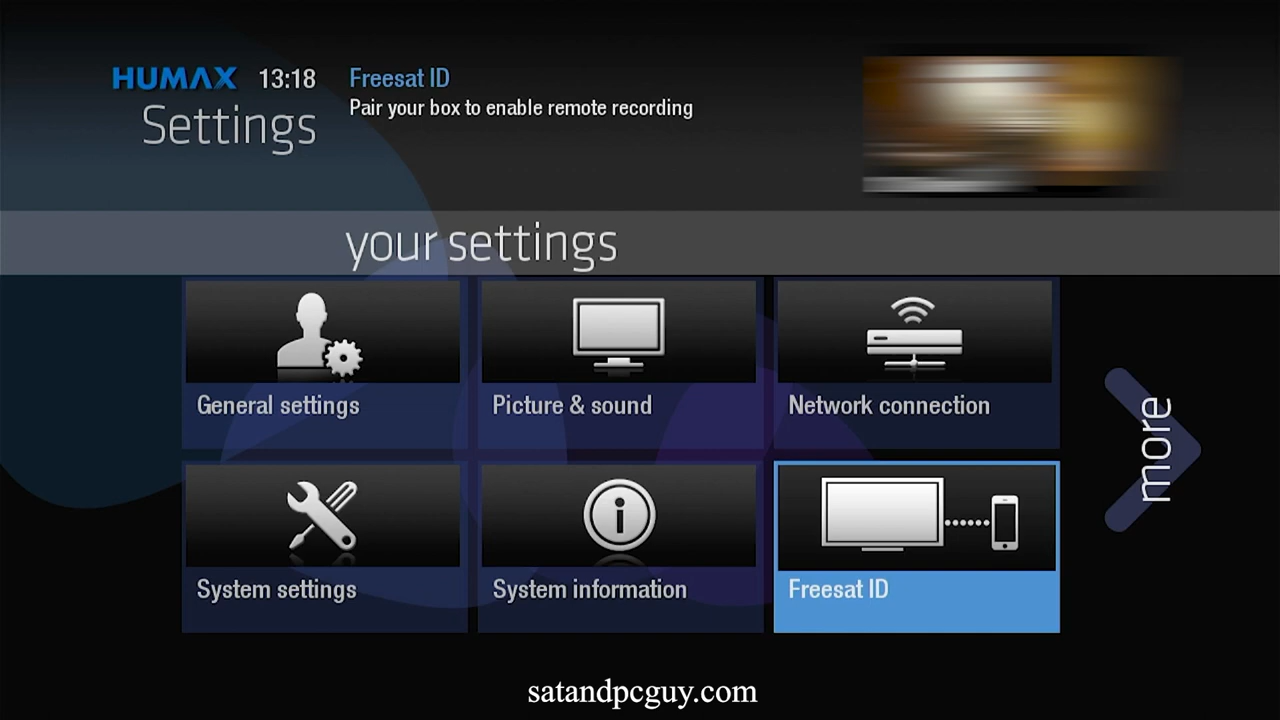 HUMAX 13:18 Freesat ID
Settings Pair your box to enable remote recording
your settings
General settings
Picture & sound
Network connection
more
System settings
System information
Freesat ID
satandpcguy.com